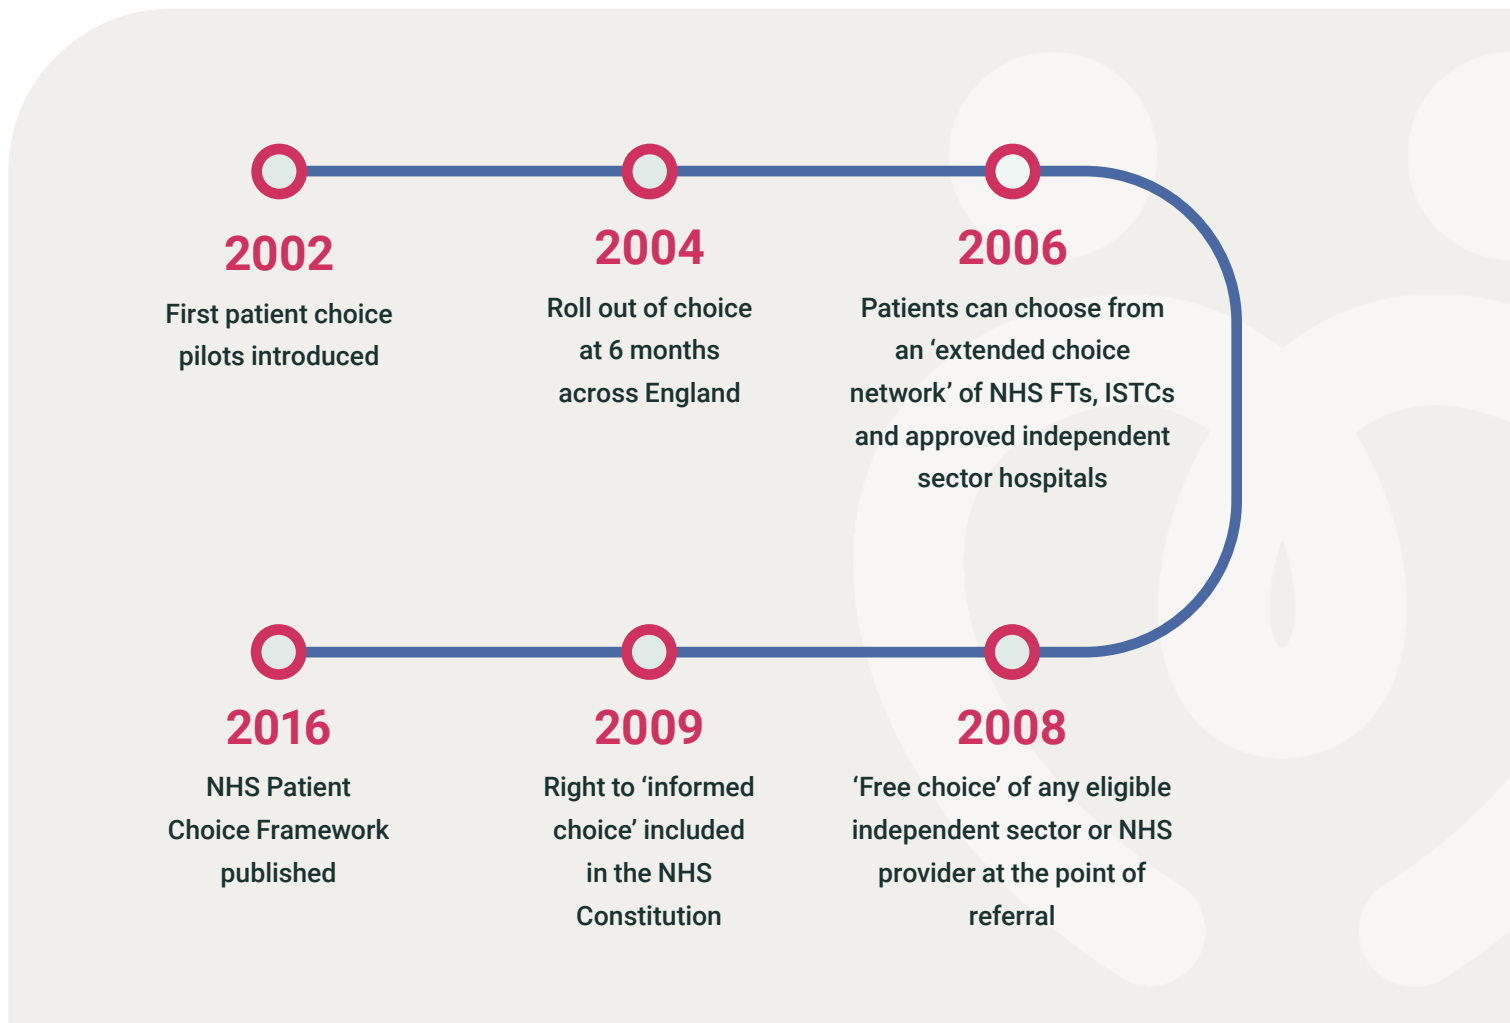 2002
First patient choice
pilots introduced
2004
Roll out of choice
at 6 months
across England
2006
Patients can choose from
an ‘extended choice
network’ of NHS FTs, ISTCs
and approved independent
sector hospitals
2008
‘Free choice’ of any eligible
independent sector or NHS
provider at the point of
referral
2009
Right to ‘informed
choice’ included
in the NHS
Constitution
2016
NHS Patient
Choice Framework
published